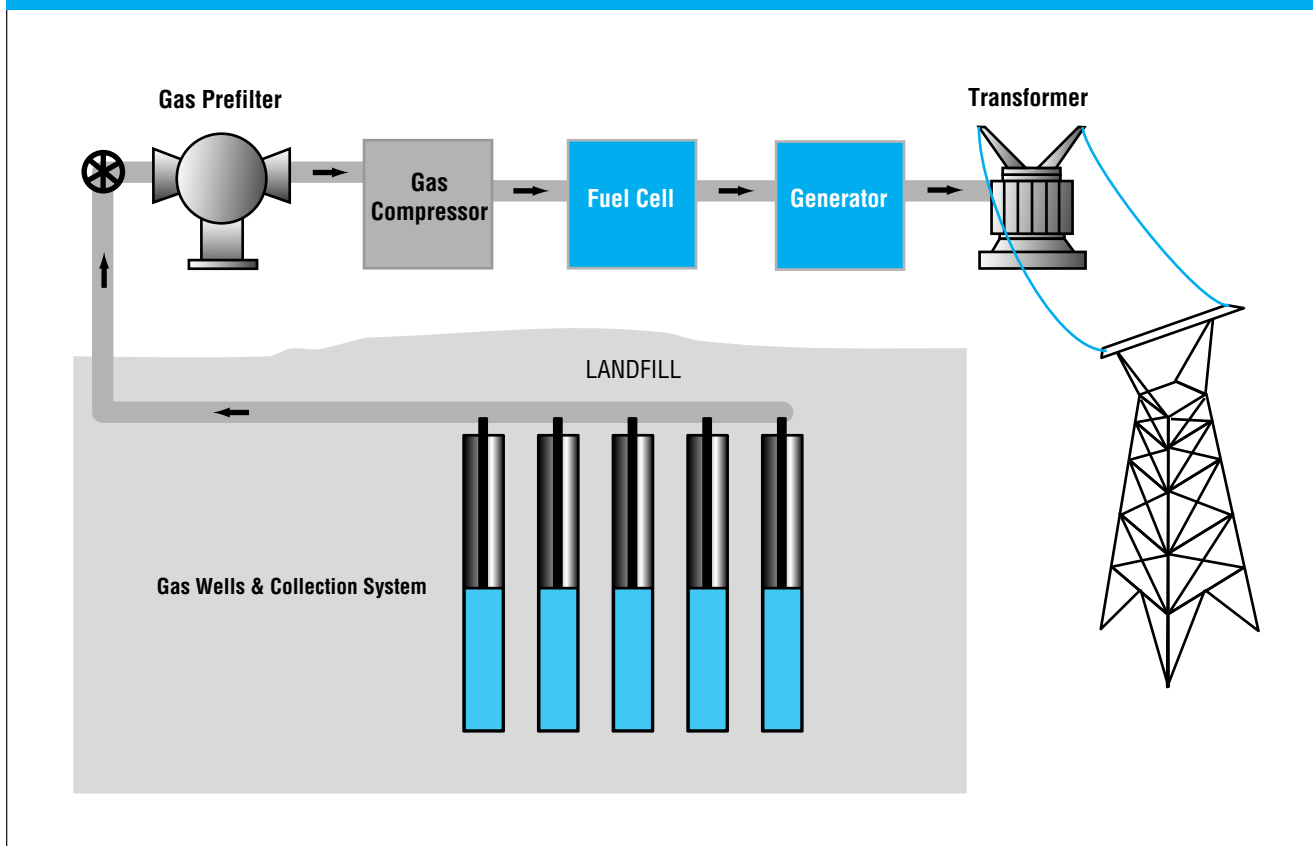 Gas Prefilter
Transformer
Gas
Compressor
Fuel Cell
Generator
LANDFILL
Gas Wells & Collection System